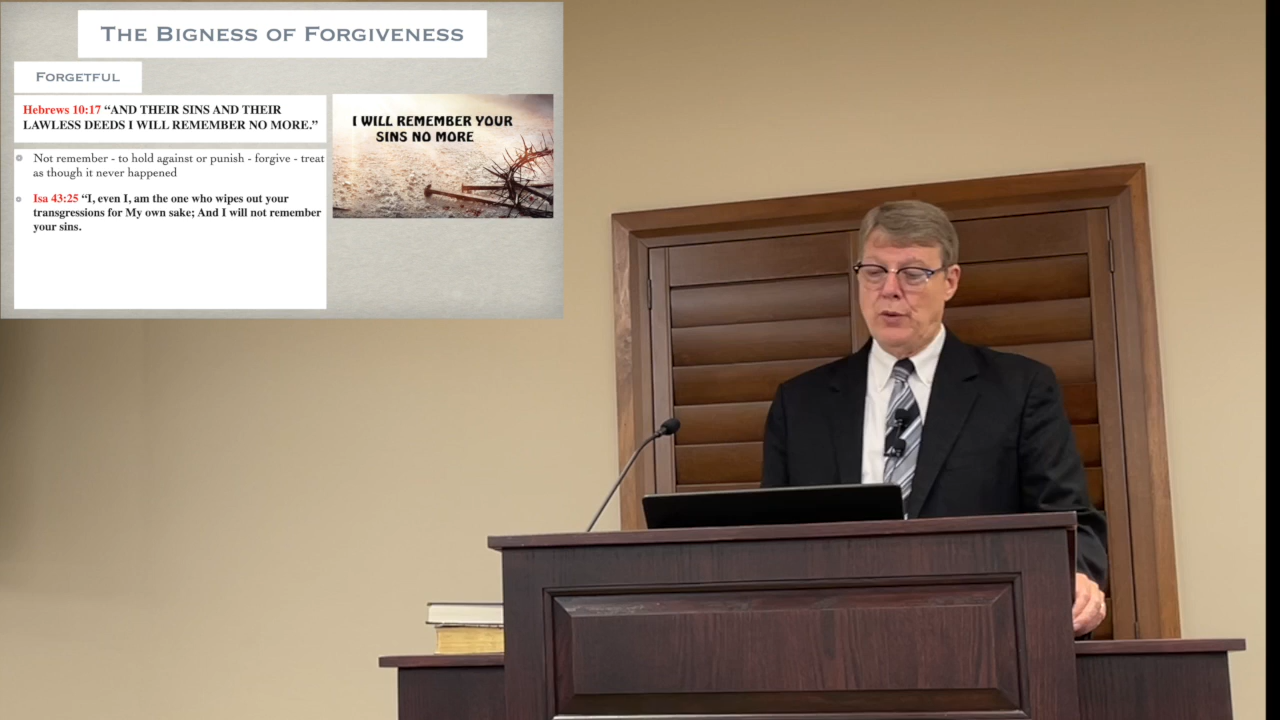 THE BIGNESS OF FORGIVENESS
FORGETFUL
Hebrews 10:17 “AND THEIR SINS AND THEIR
LAWLESS DEEDS I WILL REMEMBER NO MORE.”
I WILL REMEMBER YOUR
SINS NO MORE
Not remember - to hold against or punish - forgive - treat
as though it never happened
Isa 43:25 “I, even I, am the one who wipes out your
transgressions for My own sake; And I will not remember
your sins.